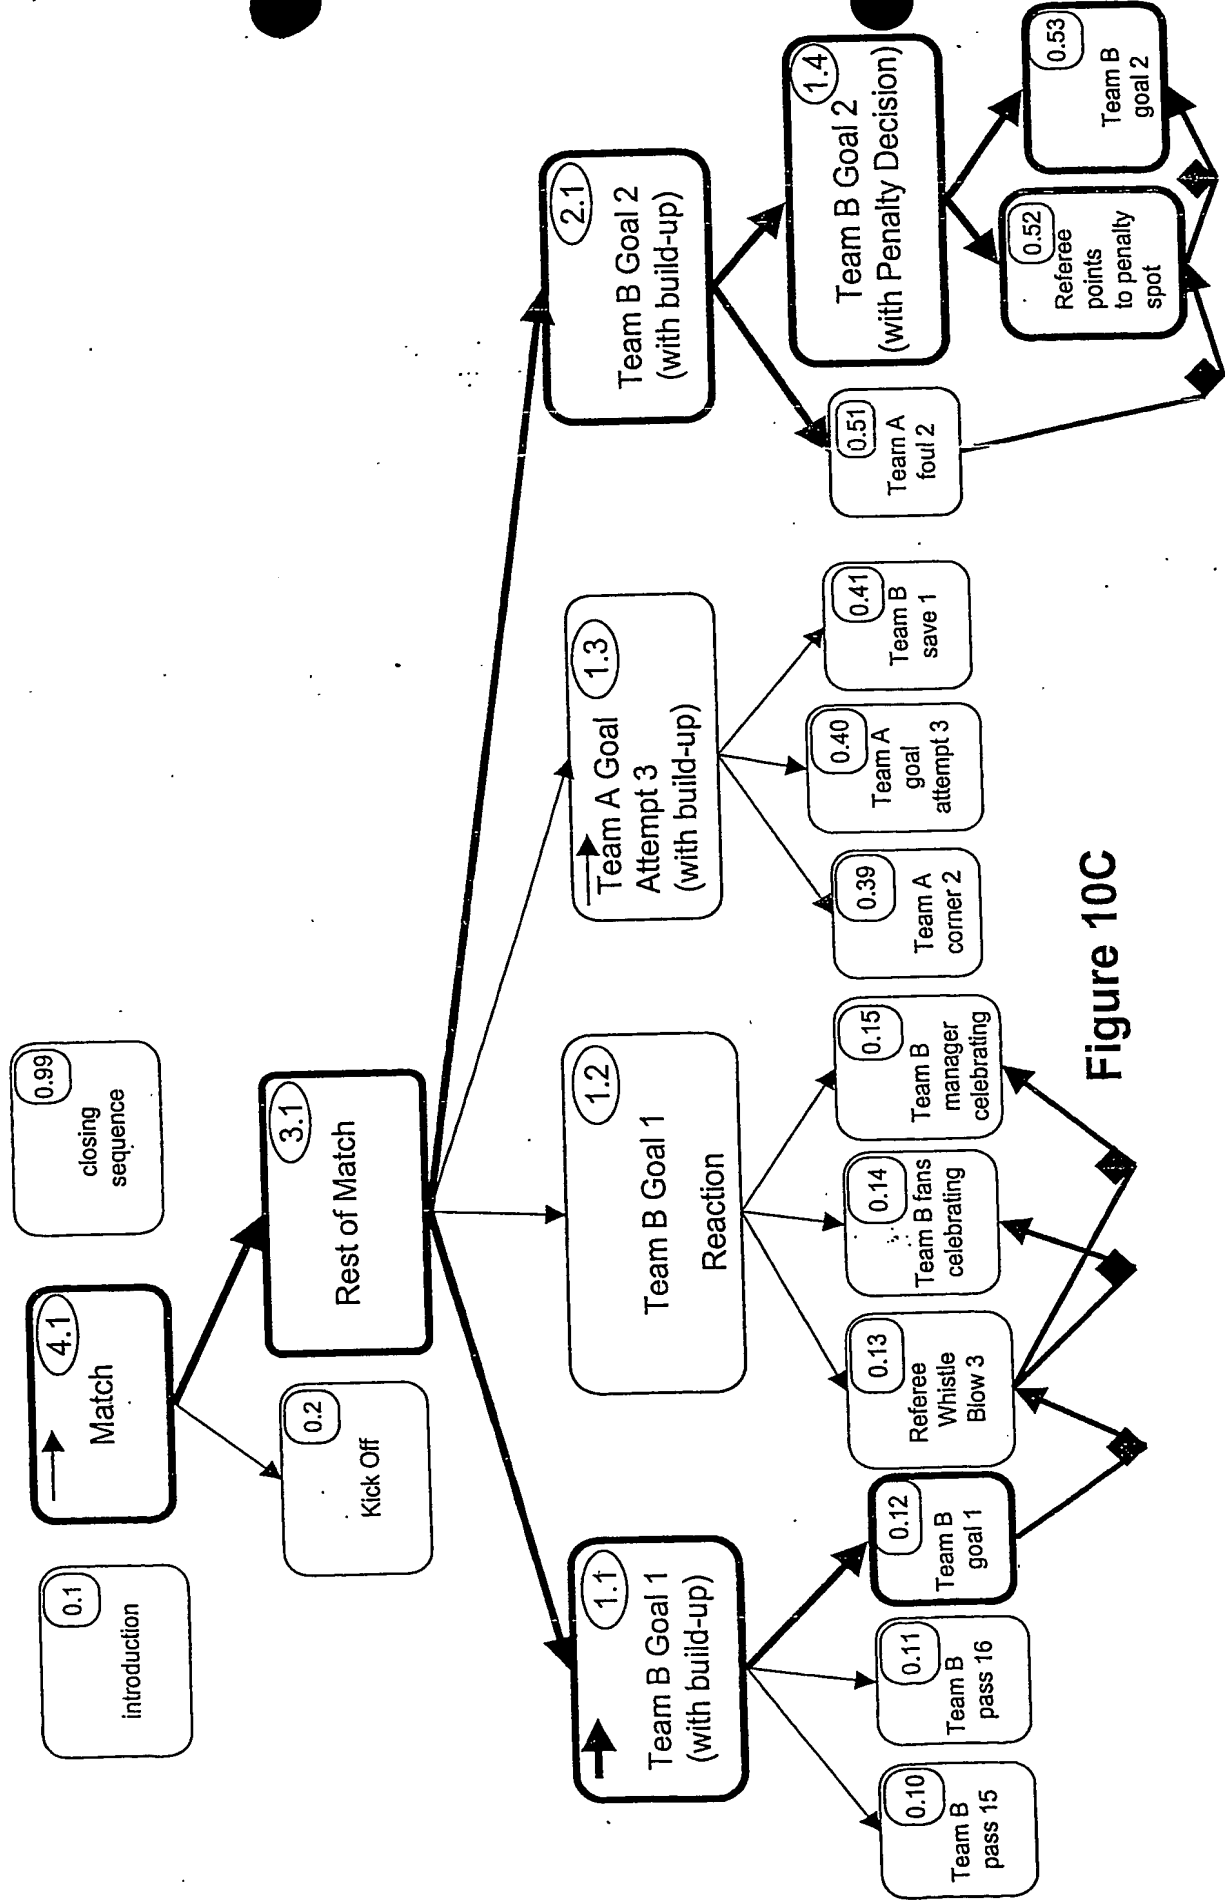 introduction
0.1
4.1
Match
closing
sequence
0.99
Kick Off
0.2
3.1
Rest of Match
1.1
Team B Goal 1
(with build-up)
1.2
Team B Goal 1
Reaction
1.3
Team A Goal
Attempt 3
(with build-up)
2.1
Team B Goal 2
(with build-up)
0.10
Team B
pass 15
0.11
Team B
pass 16
0.12
Team B
goal 1
0.13
Referee
Whistle
Blow 3
0.14
Team B fans
celebrating
0.15
Team B
manager
celebrating
0.39
Team A
corner 2
0.40
Team A
goal
attempt 3
0.41
Team B
save 1
0.51
Team A
foul 2
1.4
Team B Goal 2
(with Penalty Decision)
0.52
Referee
points
to penalty
spot
0.53
Team B
goal 2
Figure 10C